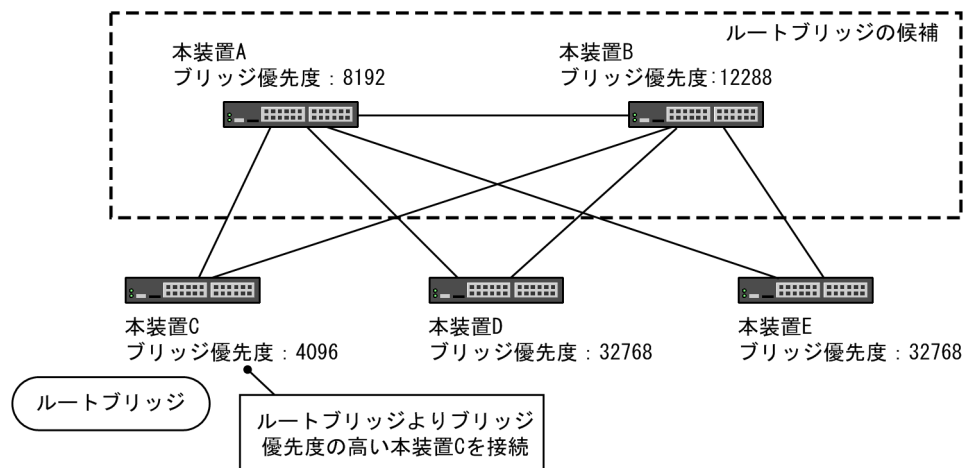 ルートブリッジの候補
本装置A
ブリッジ優先度：8192
本装置B
ブリッジ優先度:12288
本装置C
ブリッジ優先度：4096
本装置D
ブリッジ優先度：32768
本装置E
ブリッジ優先度：32768
ルートブリッジ
ルートブリッジよりブリッジ
優先度の高い本装置Cを接続